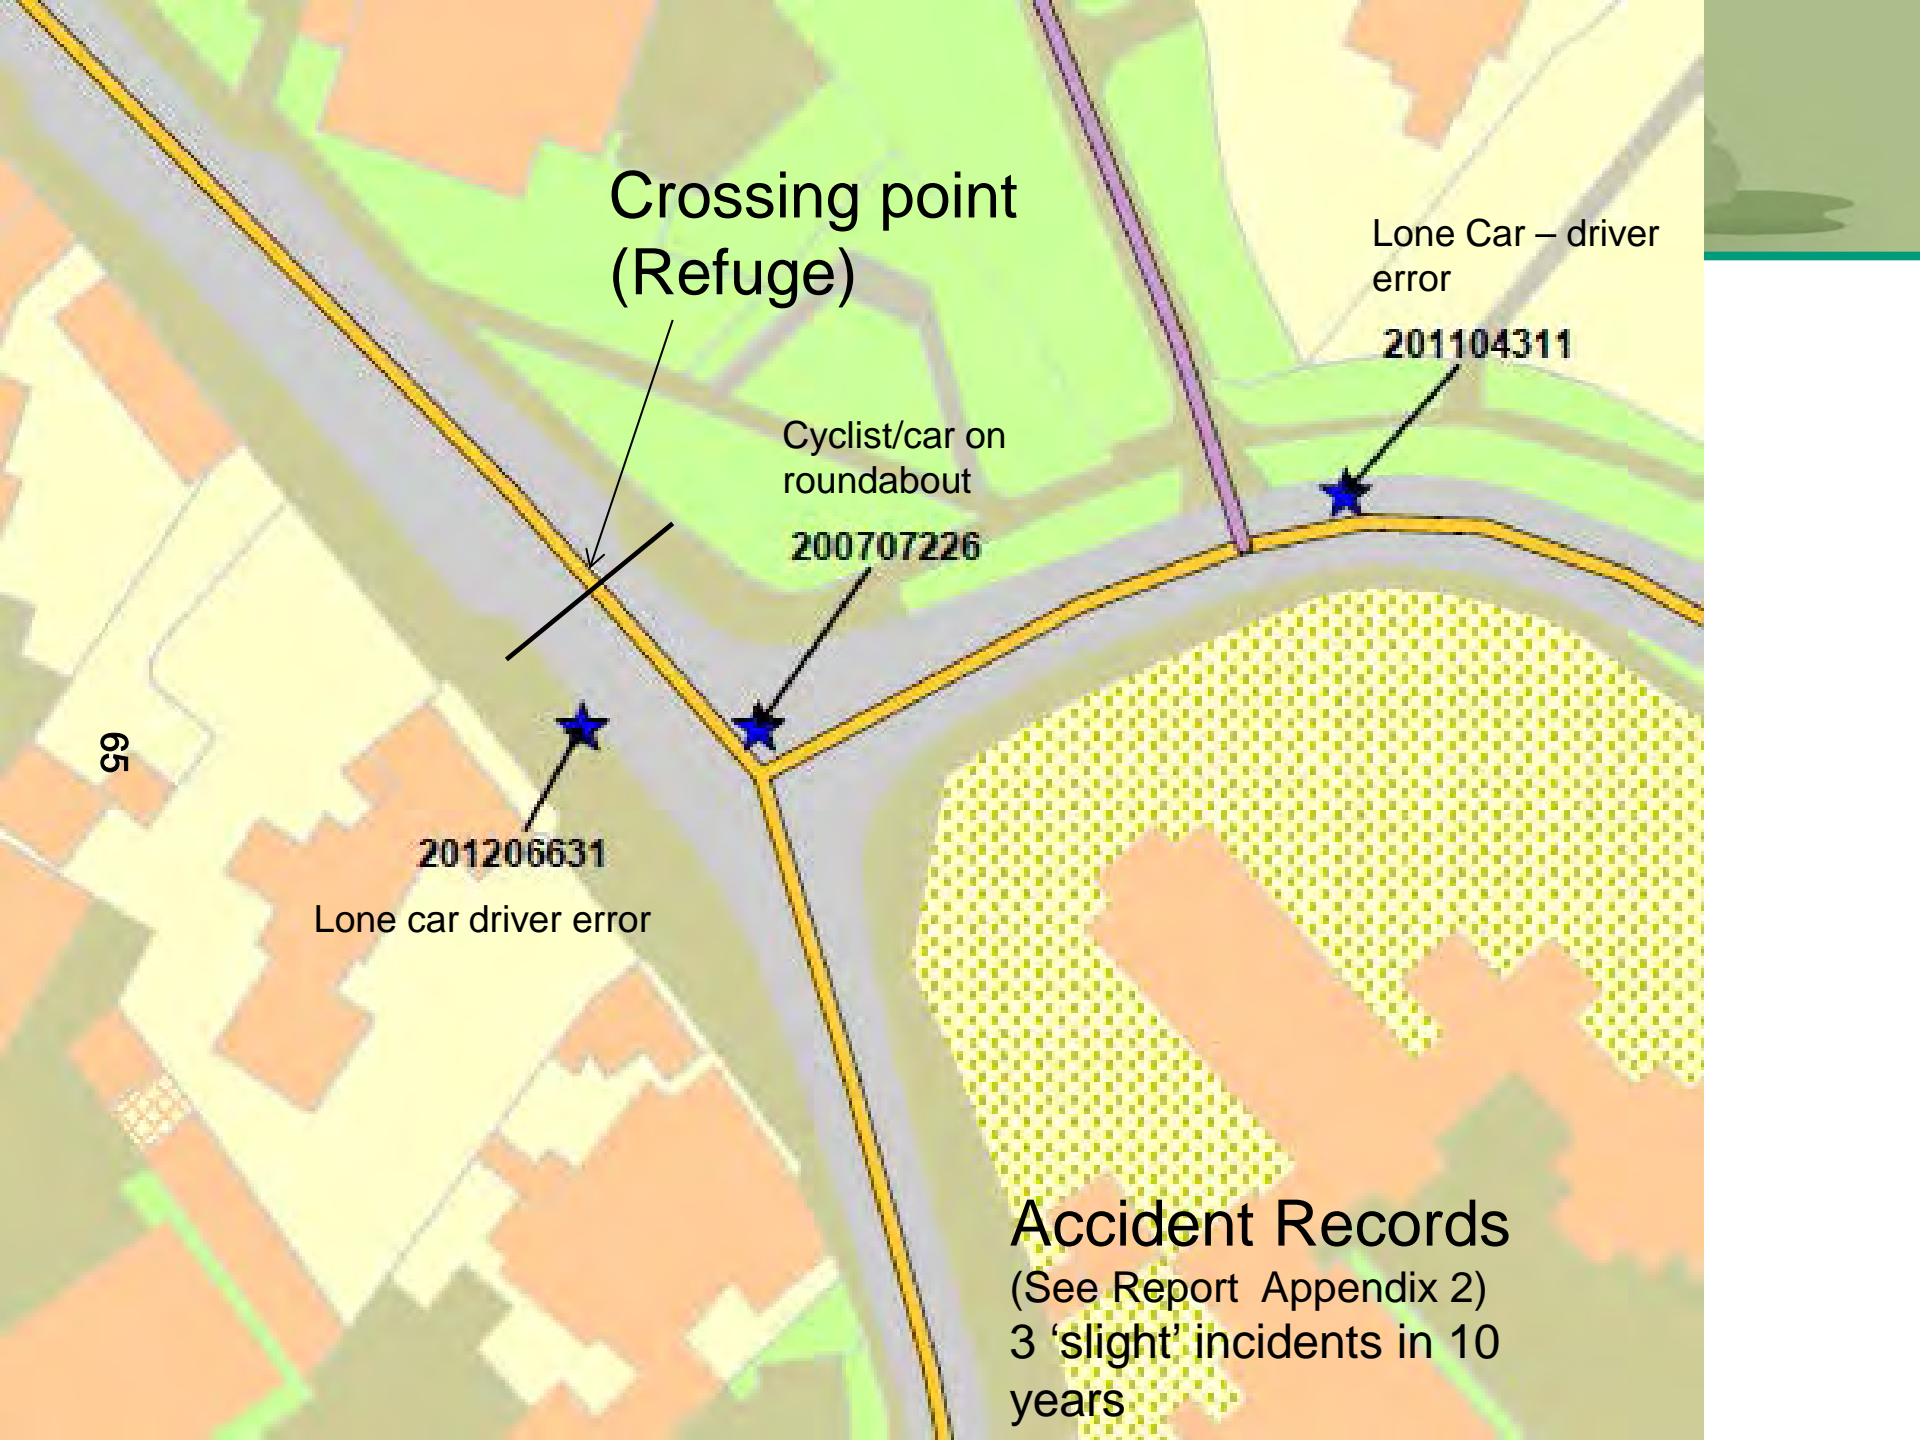 Crossing point
(Refuge)
Lone Car – driver
error
201104311
Cyclist/car on
roundabout
200707226
65
201206631
Lone car driver error
Accident Records
(See Report  Appendix 2)
3 ‘slight’ incidents in 10
years